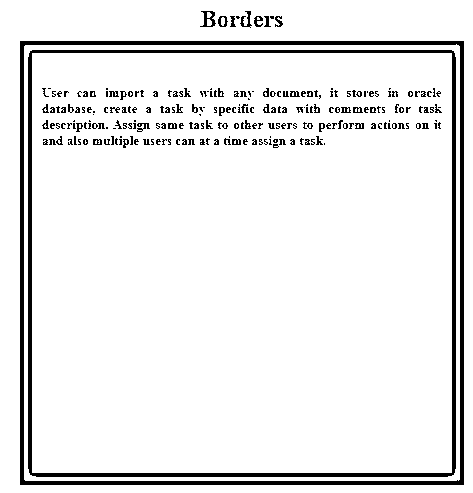 Borders
User can import a task with any document, it stores in oracle
database, create a task by specific data with comments for task
description. Assign same task to other users to perform actions on it
and also multiple users can at a time assign a task.